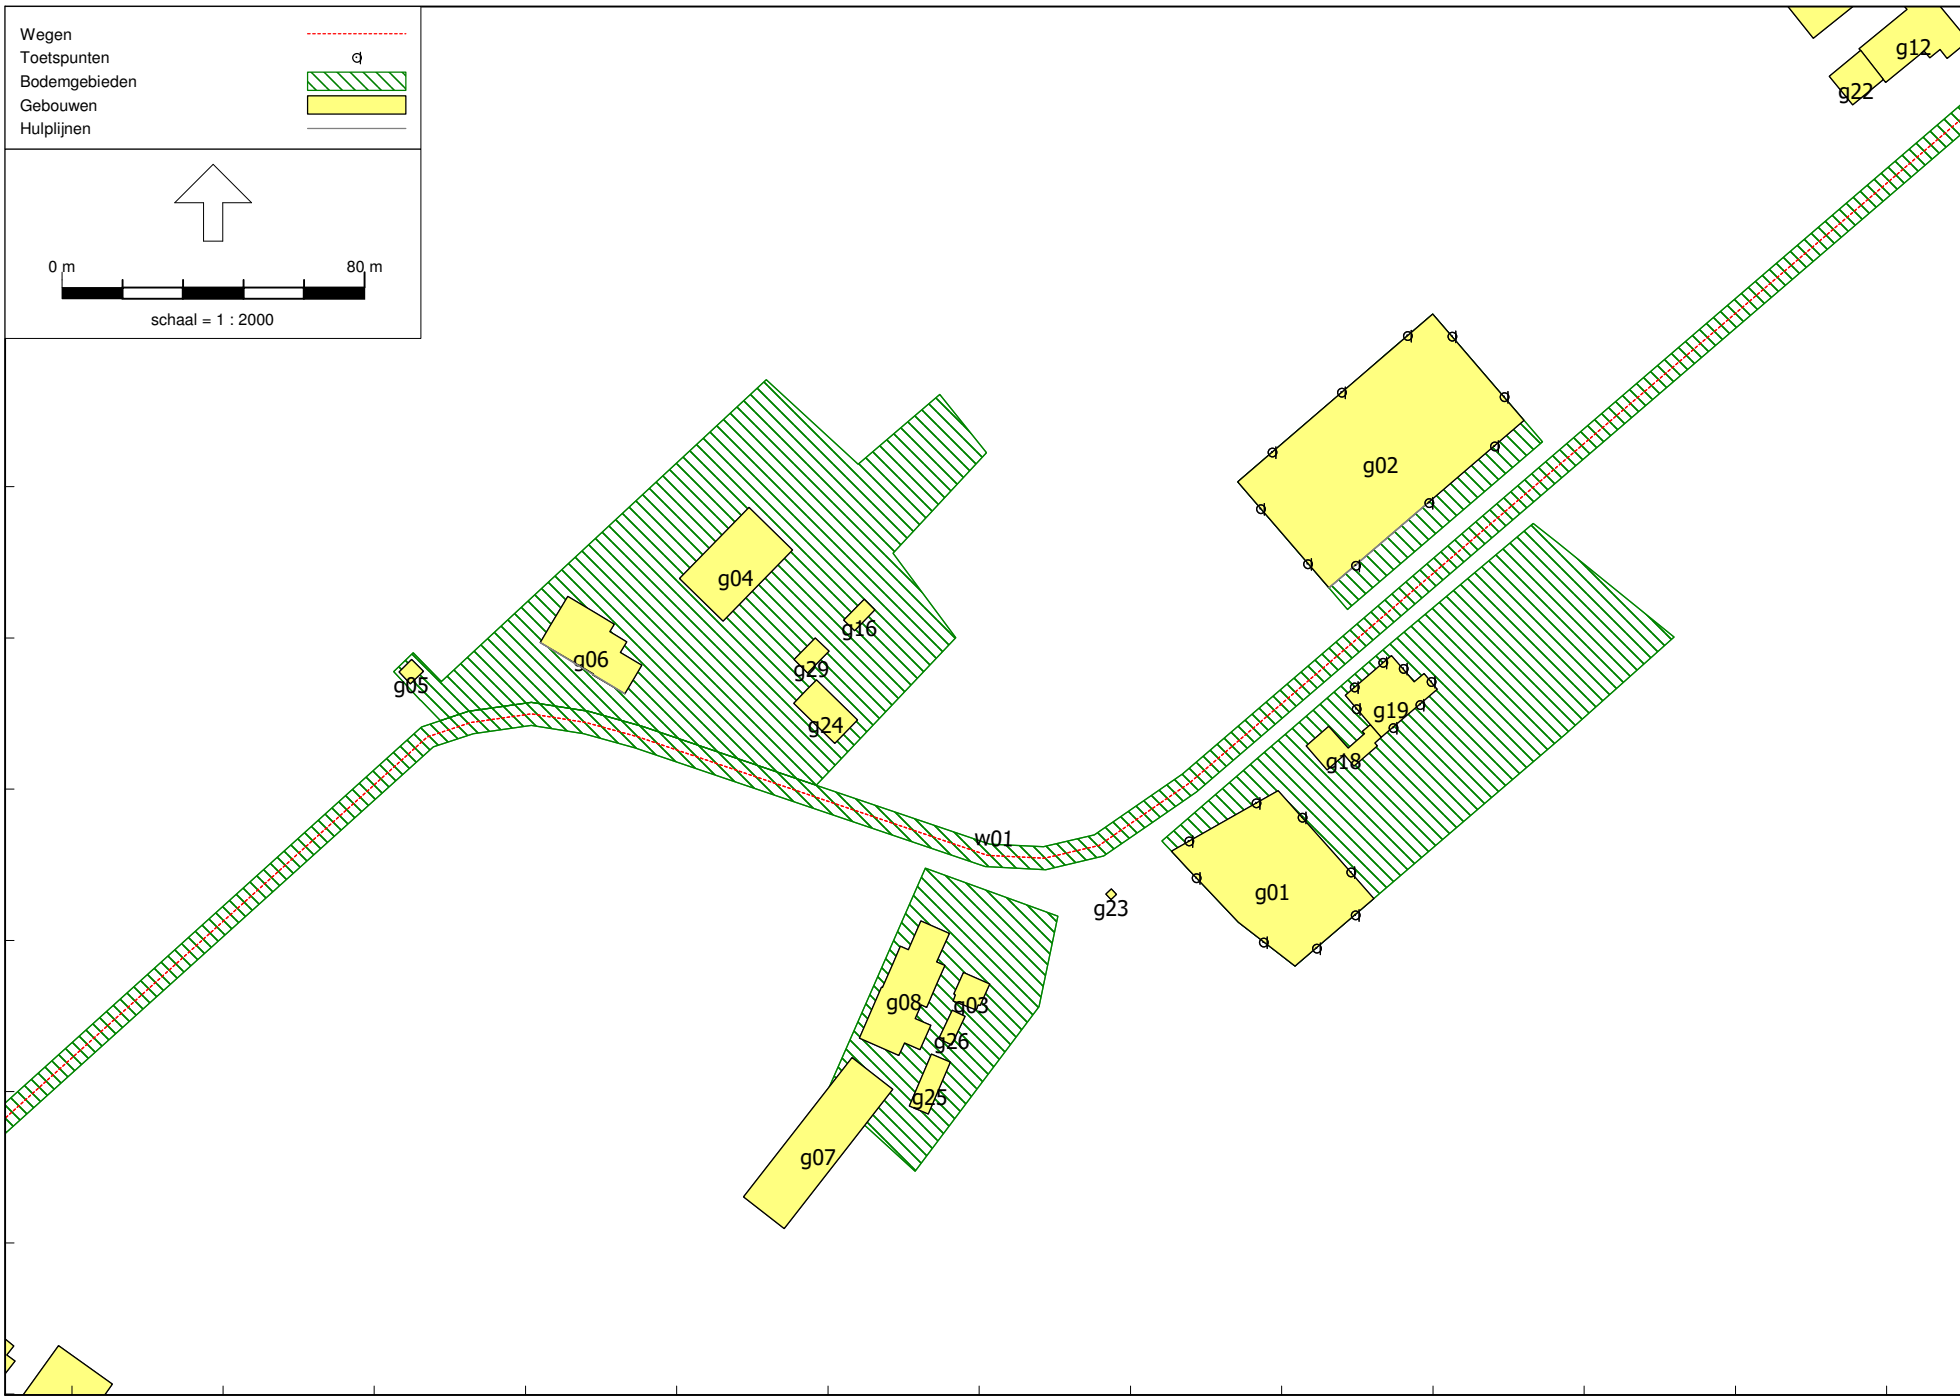 Wegen
Toetspunten
Bodemgebieden
Gebouwen
Hulplijnen
0 m 80 m
schaal = 1 : 2000
g12
g22
g02
g04
g16
g06
g29
g05
g19
g24
g18
w01
g01
g23
g08
g03
g26
g25
g07